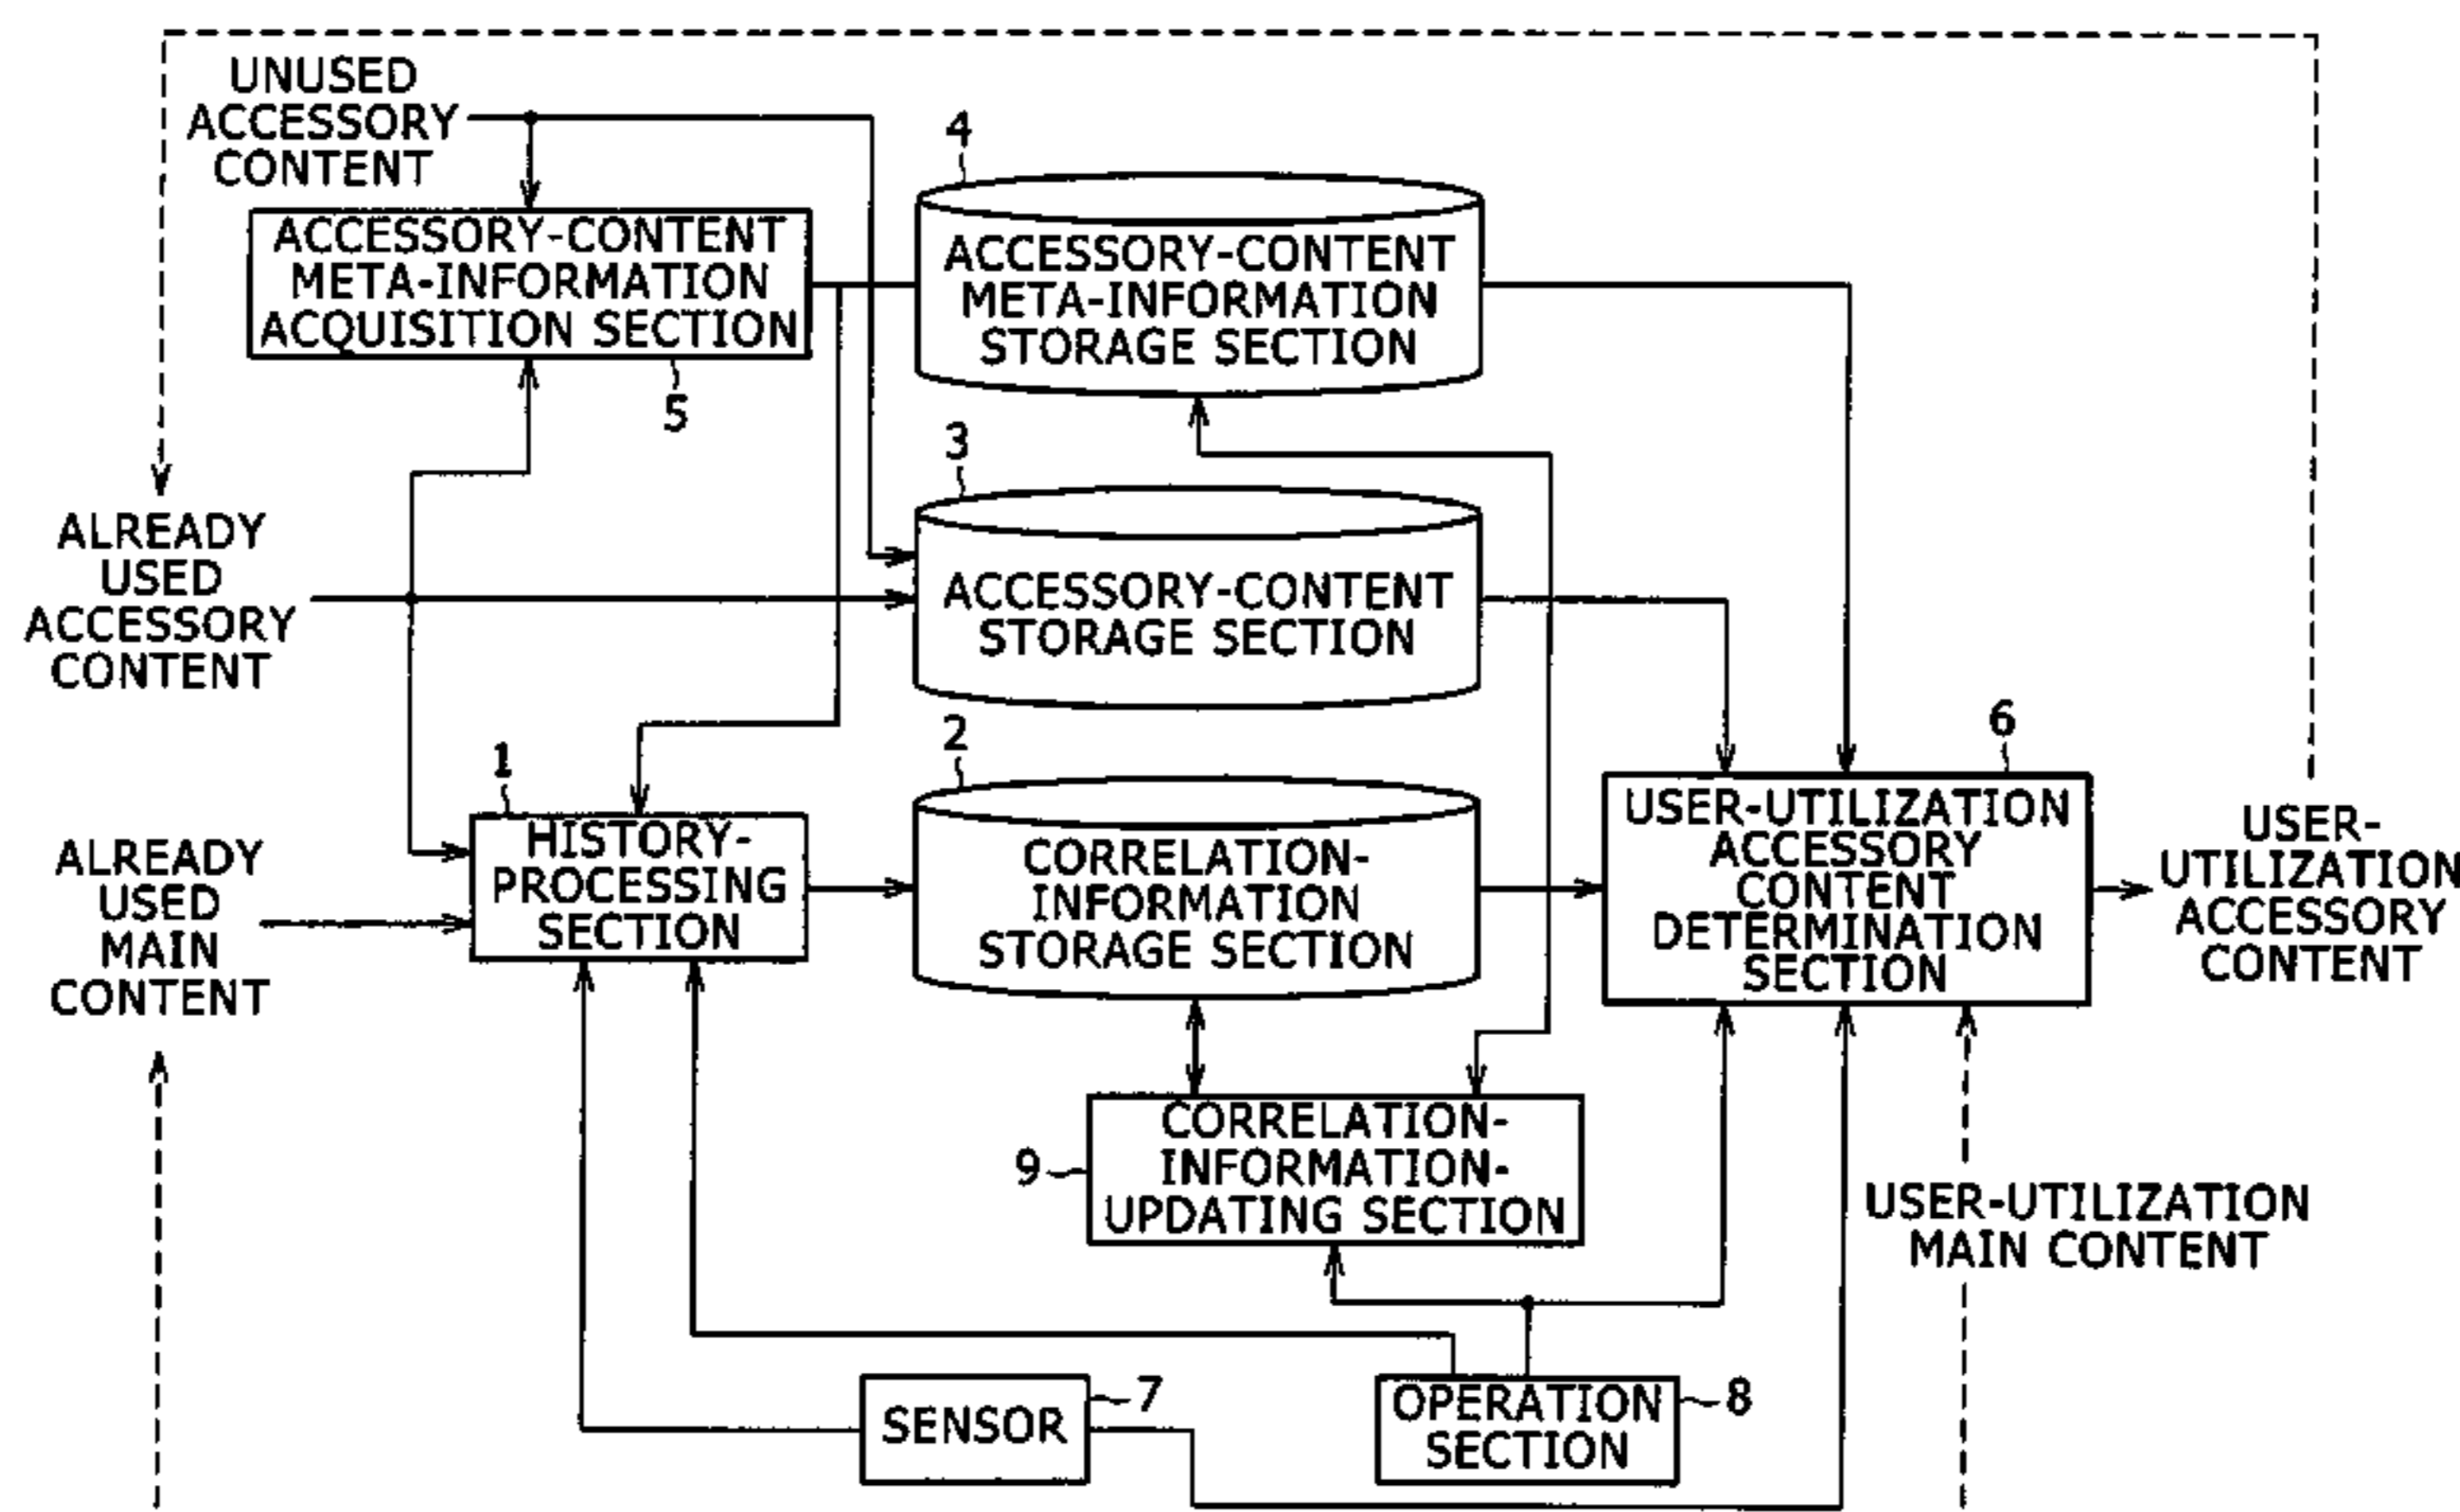 UNUSED
ACCESSORY
CONTENT
4
ACCESSORY-CONTENT
META-INFORMATION
ACQUISITION SECTION
5
ACCESSORY-CONTENT
META-INFORMATION
STORAGE SECTION
3
ALREADY
USED
ACCESSORY
CONTENT
ACCESSORY-CONTENT
STORAGE SECTION
2
6
1
ALREADY
USED
MAIN
CONTENT
HISTORY-
PROCESSING
SECTION
CORRELATION-
INFORMATION
STORAGE SECTION
USER-UTILIZATION
ACCESSORY
CONTENT
DETERMINATION
SECTION
USER-
UTILIZATION
ACCESSORY
CONTENT
9
CORRELATION-
INFORMATION-
UPDATING SECTION
USER-UTILIZATION
MAIN CONTENT
SENSOR
7
OPERATION
SECTION
8